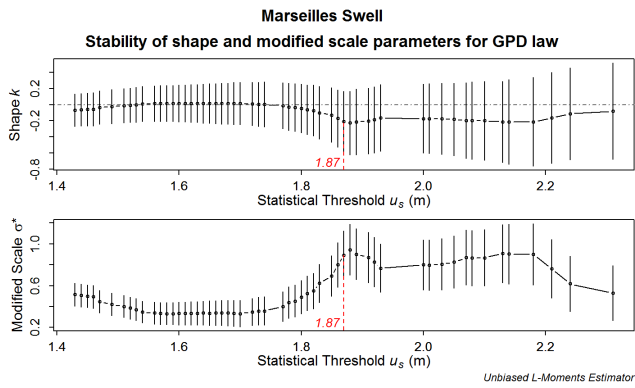 Marseilles Swell
Stability of shape and modified scale parameters for GPD law
Shape k
0.2
-0.2
-0.8
1.87
1.4 1.6 1.8 2.0 2.2
Statistical Threshold us (m)
Modified Scale σ*
1.0
0.6
0.2
1.87
1.4 1.6 1.8 2.0 2.2
Statistical Threshold us (m)
Unbiased L-Moments Estimator